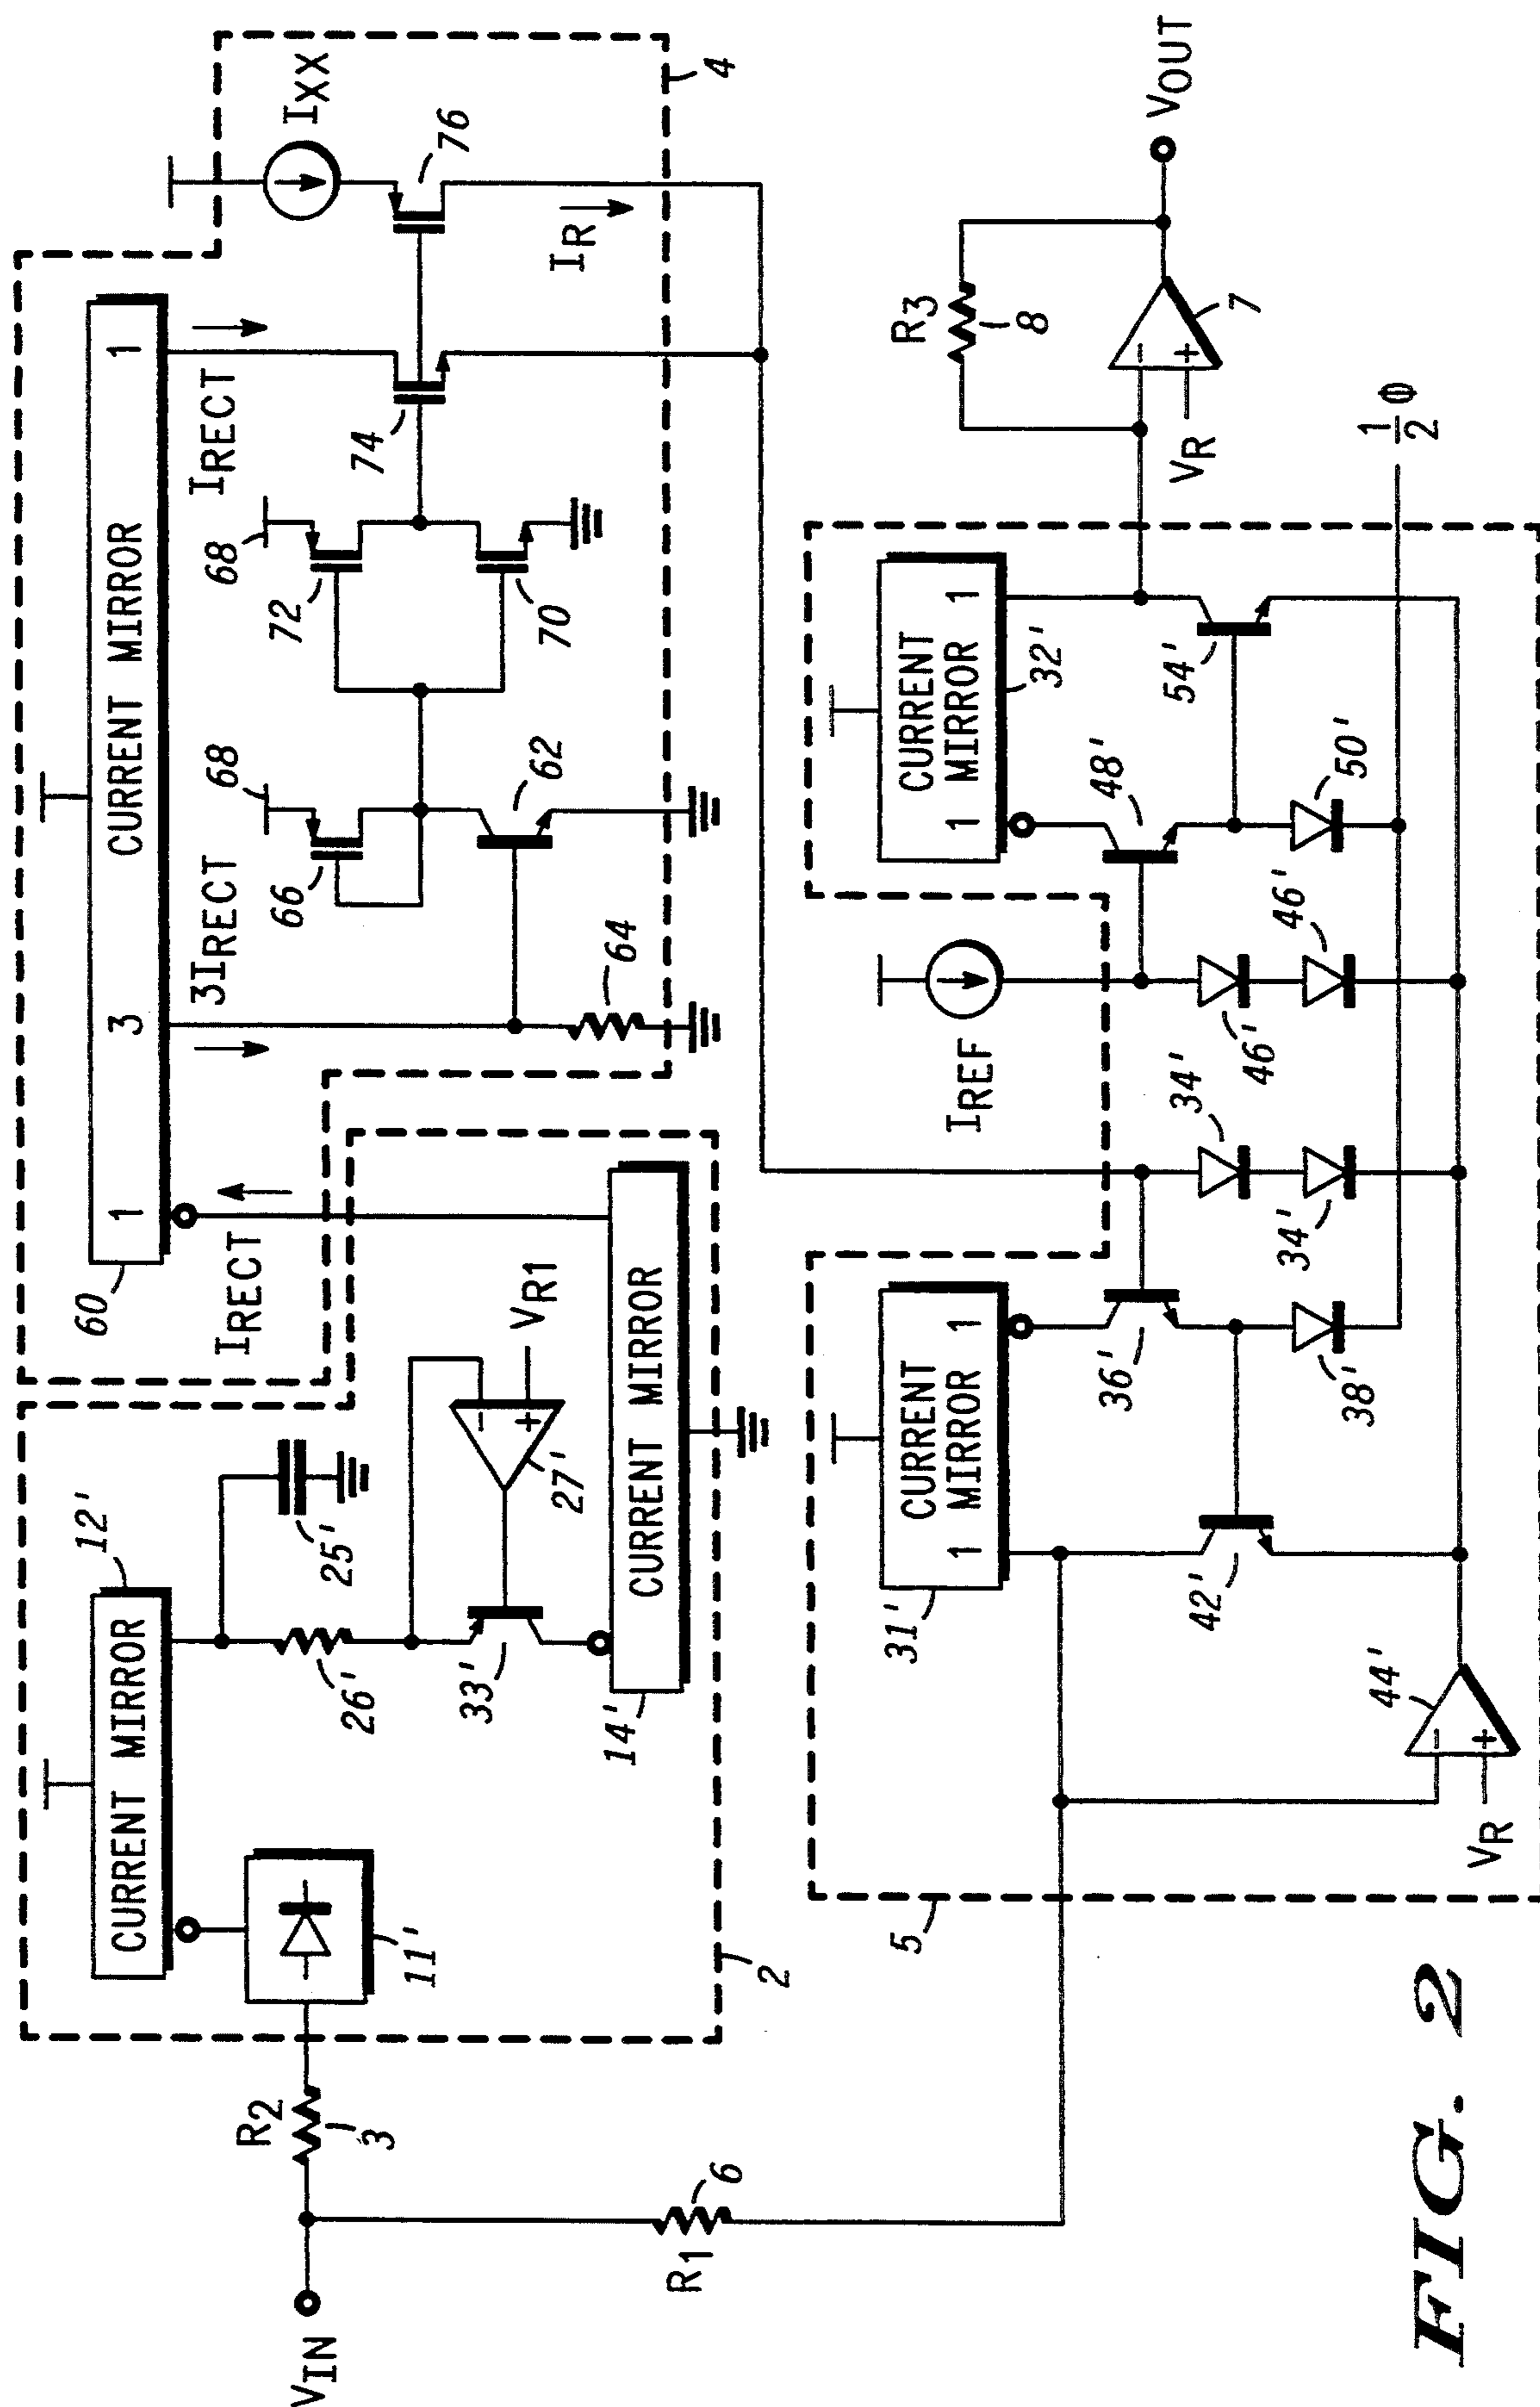 VIN
R2
3
R1
6
CURRENT MIRROR
12'
11'
26'
25'
33'
27'
VR1
14'
CURRENT MIRROR
2
60
CURRENT MIRROR
1
3
1
IRECT
3IRECT
IRECT
64
66
68
62
68
72
70
74
76
IXX
IR
4
5
31'
CURRENT
MIRROR
1
1
36'
42'
38'
44'
-
+
VR
34'
34'
IREF
46'
46'
48'
CURRENT
MIRROR
1
1
32'
50'
54'
1/2 Φ
R3
8
-
+
VR
7
VOUT
-
+
FIG. 2